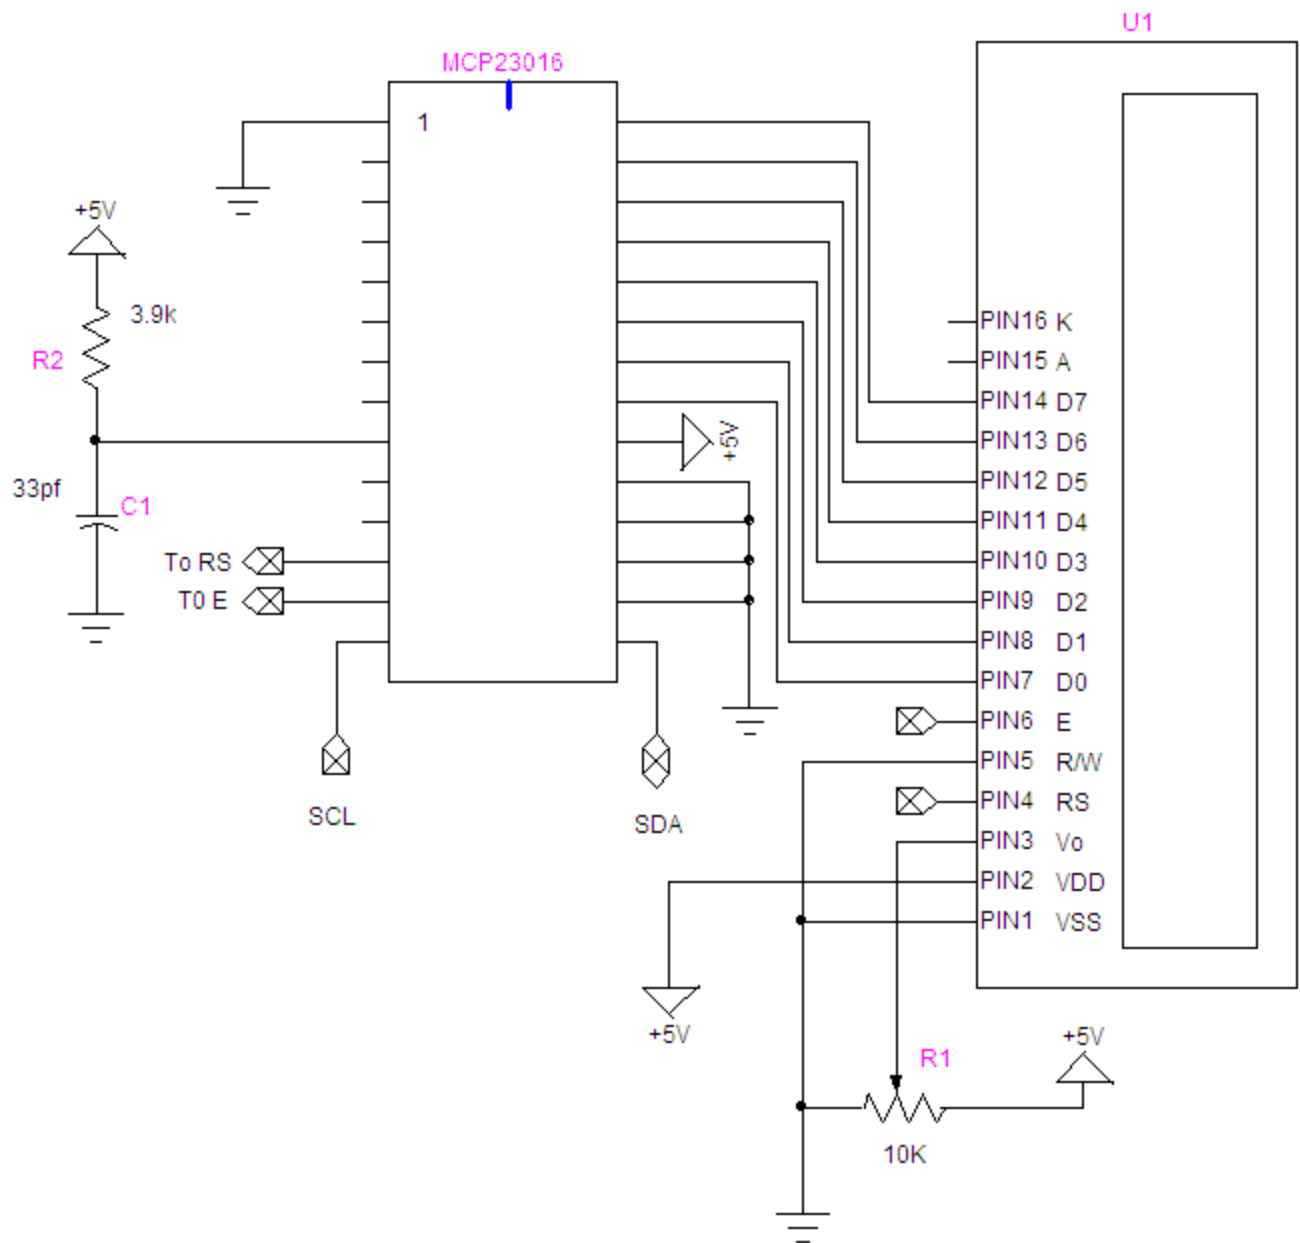 U1
MCP23016
1
+5V
3.9k
R2
33pf
C1
+5V
To RS
T0 E
SCL
SDA
PIN16 K
PIN15 A
PIN14 D7
PIN13 D6
PIN12 D5
PIN11 D4
PIN10 D3
PIN9 D2
PIN8 D1
PIN7 D0
PIN6 E
PIN5 R/W
PIN4 RS
PIN3 Vo
PIN2 VDD
PIN1 VSS
+5V
R1
+5V
10K